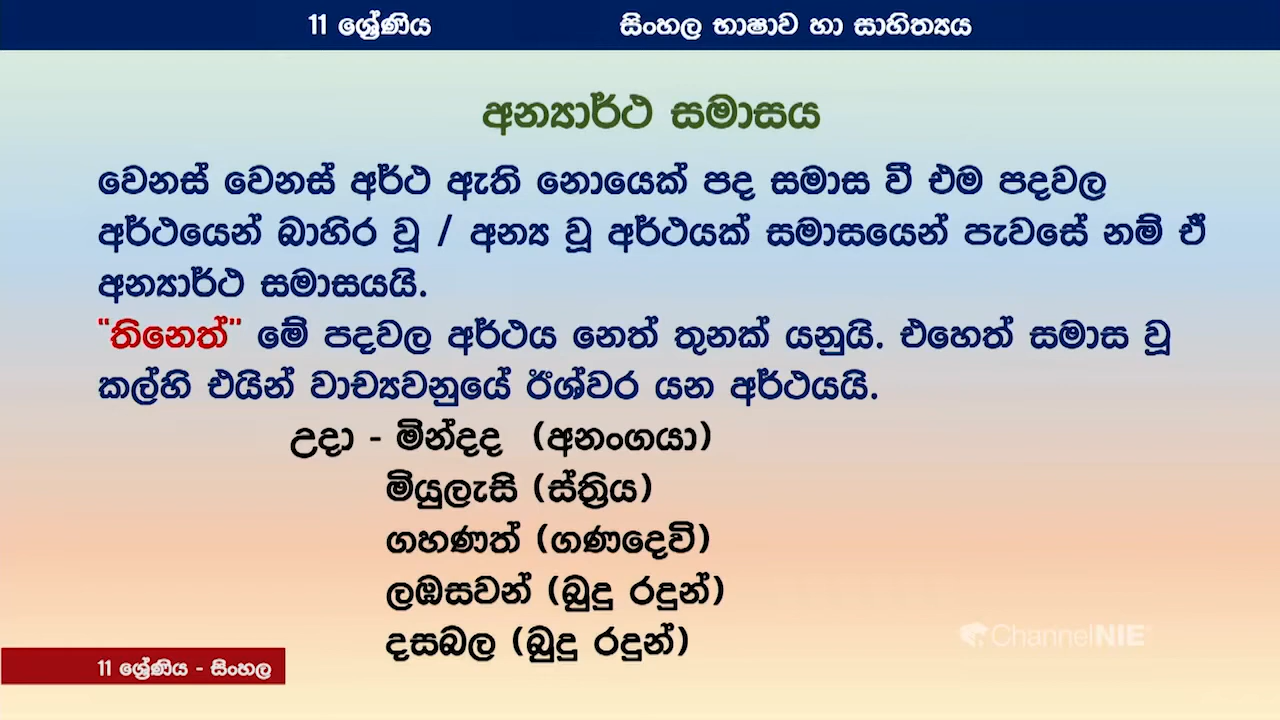 11 ශ්‍රේණිය සිංහල භාෂාව හා සාහිත්‍යය
අන්‍යාර්ථ සමාසය
වෙනස් වෙනස් අර්ථ ඇති නොයෙක් පද සමාස වී එම පදවල
අර්ථයෙන් බාහිර වූ / අන්‍ය වූ අර්ථයක් සමාසයෙන් පැවසේ නම් ඒ
අන්‍යාර්ථ සමාසයයි.
“තිනෙත්” මේ පදවල අර්ථය නෙත් තුනක් යනුයි. එහෙත් සමාස වූ
කල්හි එයින් වාච්‍යවනුයේ ඊශ්වර යන අර්ථයයි.
උදා - මින්දද (අනංගයා)
මියුලැසි (ස්ත්‍රිය)
ගහණත් (ගණදෙවි)
ලඹසවන් (බුදු රදුන්)
දසබල (බුදු රදුන්)
ChannelNIE
11 ශ්‍රේණිය - සිංහල